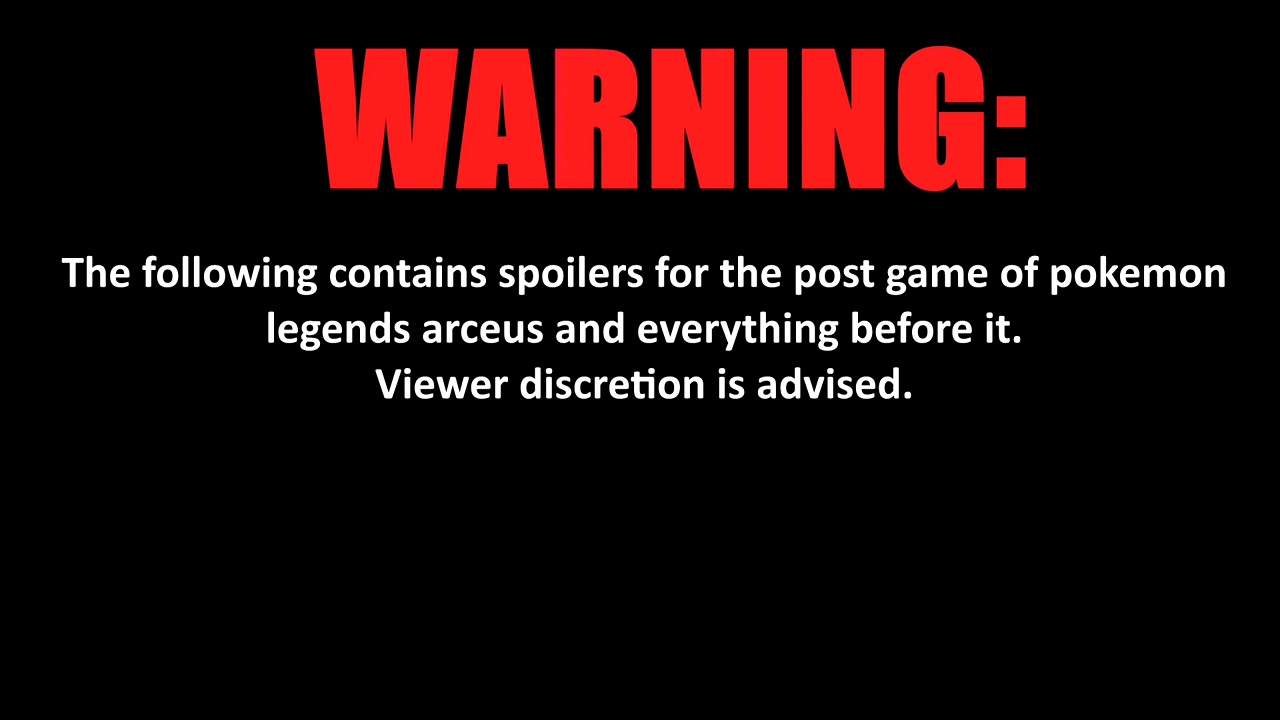 WARNING:
The following contains spoilers for the post game of pokemon
legends arceus and everything before it.
Viewer discretion is advised.